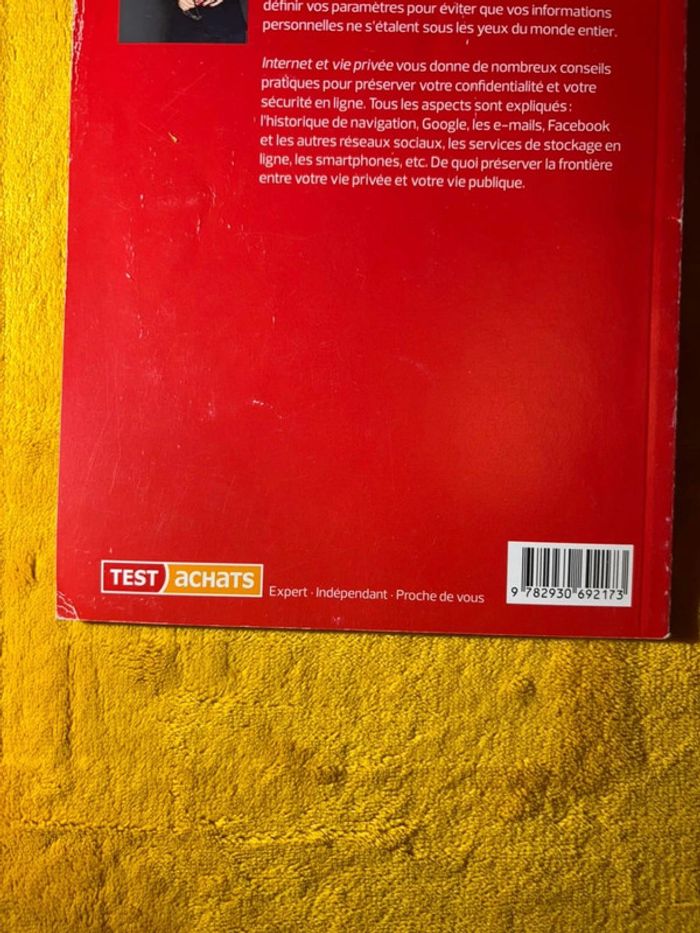 définir vos paramètres pour éviter que vos informations
personnelles ne s'étalent sous les yeux du monde entier.
Internet et vie privée vous donne de nombreux conseils
pratiques pour préserver votre confidentialité et votre
sécurité en ligne. Tous les aspects sont expliqués :
l'historique de navigation, Google, les e-mails, Facebook
et les autres réseaux sociaux, les services de stockage en
ligne, les smartphones, etc. De quoi préserver la frontière
entre votre vie privée et votre vie publique.
TEST ACHATS
Expert · Indépendant · Proche de vous
9 782930 692173